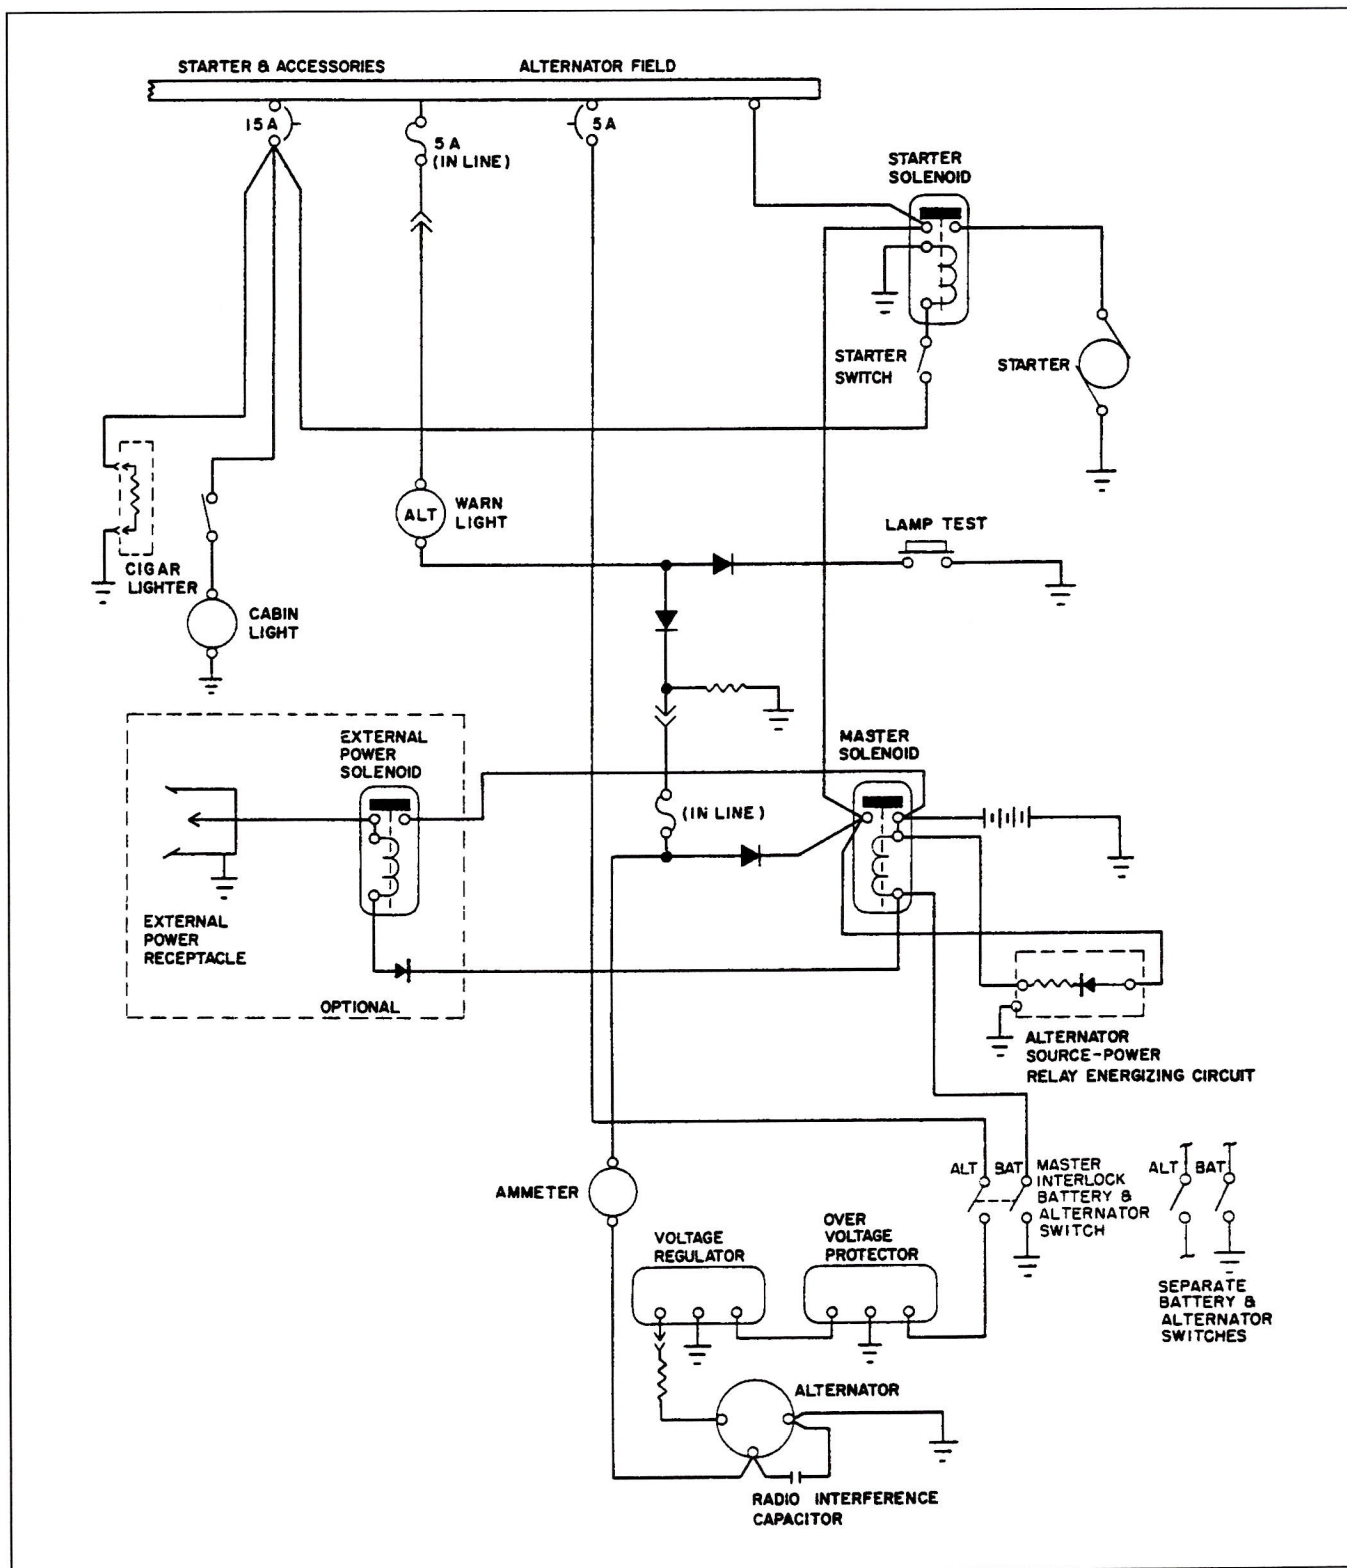 STARTER & ACCESSORIES
ALTERNATOR FIELD
15 A
5 A
(IN LINE)
5 A
STARTER
SOLENOID
STARTER
SWITCH
STARTER
ALT
WARN
LIGHT
LAMP TEST
CIGAR
LIGHTER
CABIN
LIGHT
EXTERNAL
POWER
SOLENOID
MASTER
SOLENOID
(IN LINE)
EXTERNAL
POWER
RECEPTACLE
OPTIONAL
ALTERNATOR
SOURCE-POWER
RELAY ENERGIZING CIRCUIT
AMMETER
ALT
BAT
MASTER
INTERLOCK
BATTERY &
ALTERNATOR
SWITCH
ALT
BAT
SEPARATE
BATTERY &
ALTERNATOR
SWITCHES
VOLTAGE
REGULATOR
OVER
VOLTAGE
PROTECTOR
ALTERNATOR
RADIO INTERFERENCE
CAPACITOR